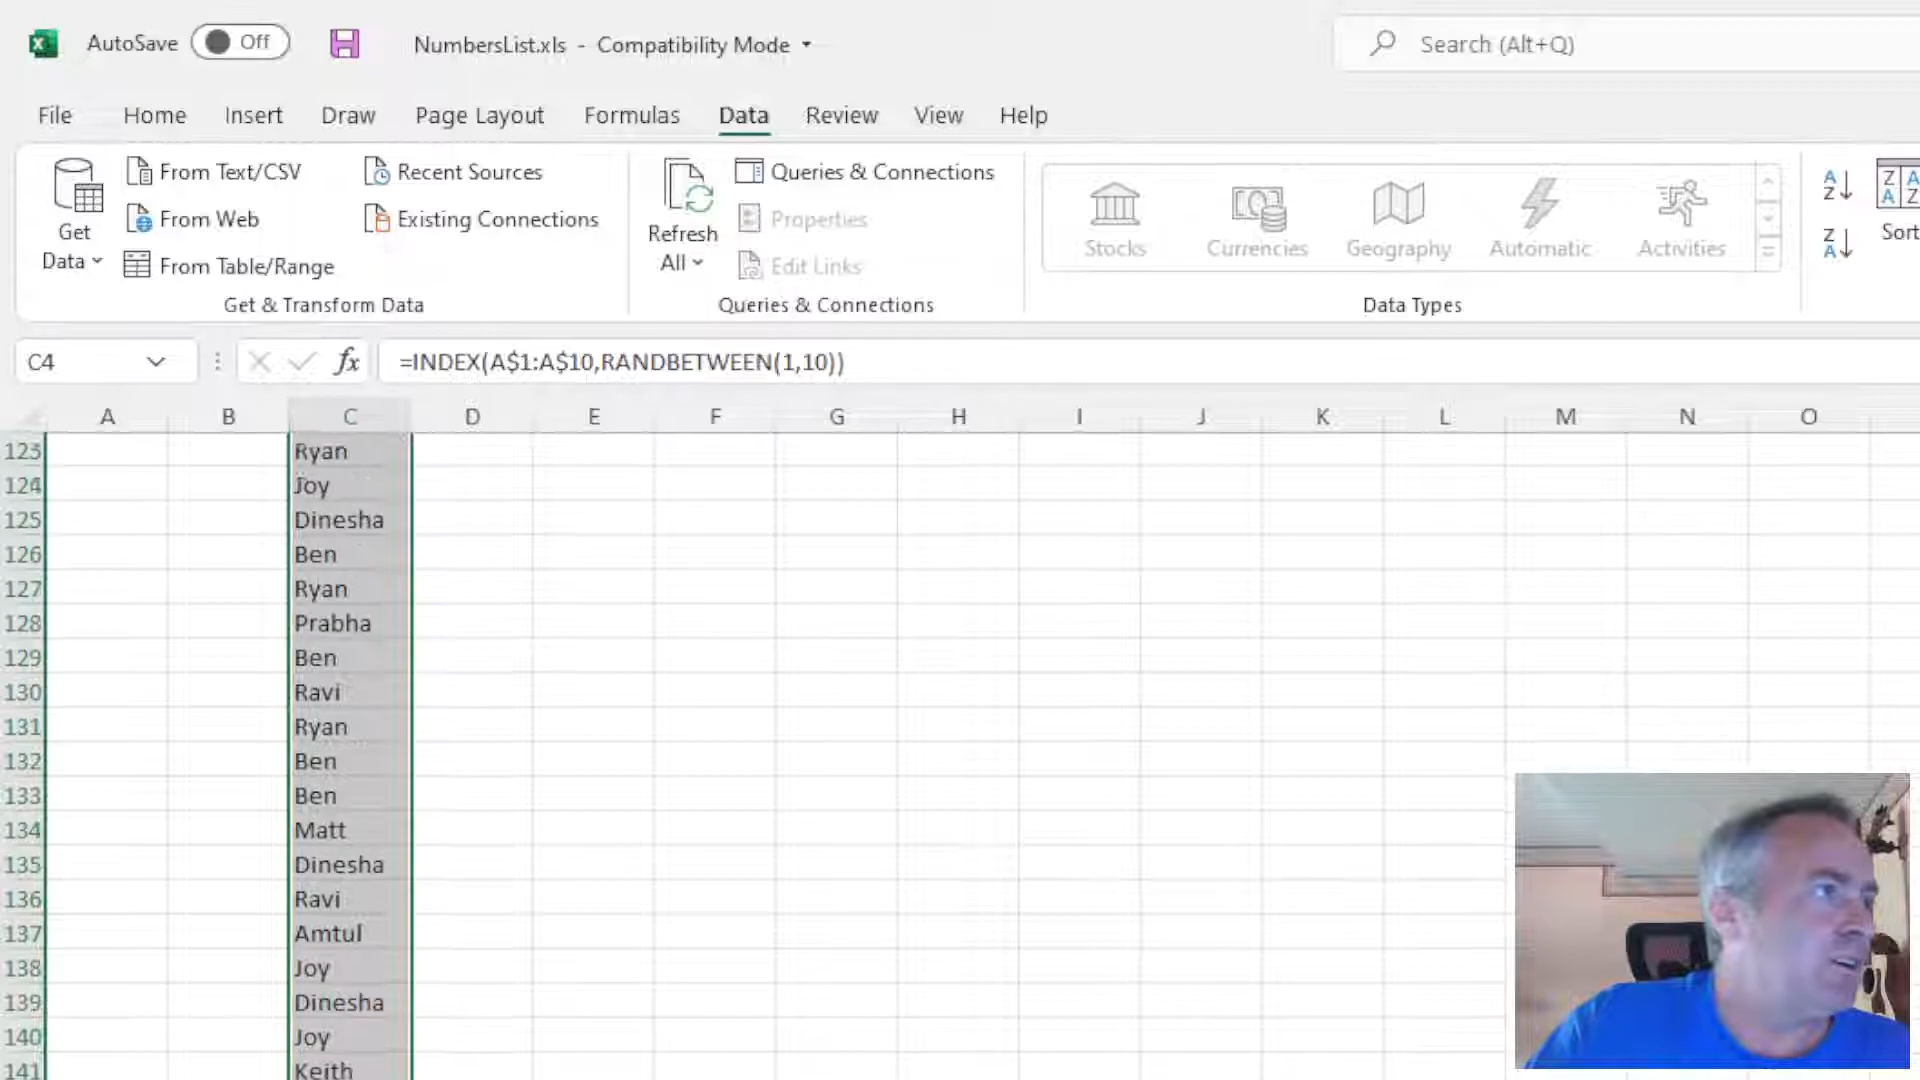 AutoSave Off NumbersList.xls - Compatibility Mode Search (Alt+Q)
File Home Insert Draw Page Layout Formulas Data Review View Help
Get Data
From Text/CSV
From Web
From Table/Range
Recent Sources
Existing Connections
Get & Transform Data
Refresh All
Queries & Connections
Properties
Edit Links
Queries & Connections
Stocks Currencies Geography Automatic Activities
Data Types
Sort
C4 fx =INDEX(A$1:A$10,RANDBETWEEN(1,10))
A B C D E F G H I J K L M N O
123 Ryan
124 Joy
125 Dinesha
126 Ben
127 Ryan
128 Prabha
129 Ben
130 Ravi
131 Ryan
132 Ben
133 Ben
134 Matt
135 Dinesha
136 Ravi
137 Amtul
138 Joy
139 Dinesha
140 Joy
141 Keith